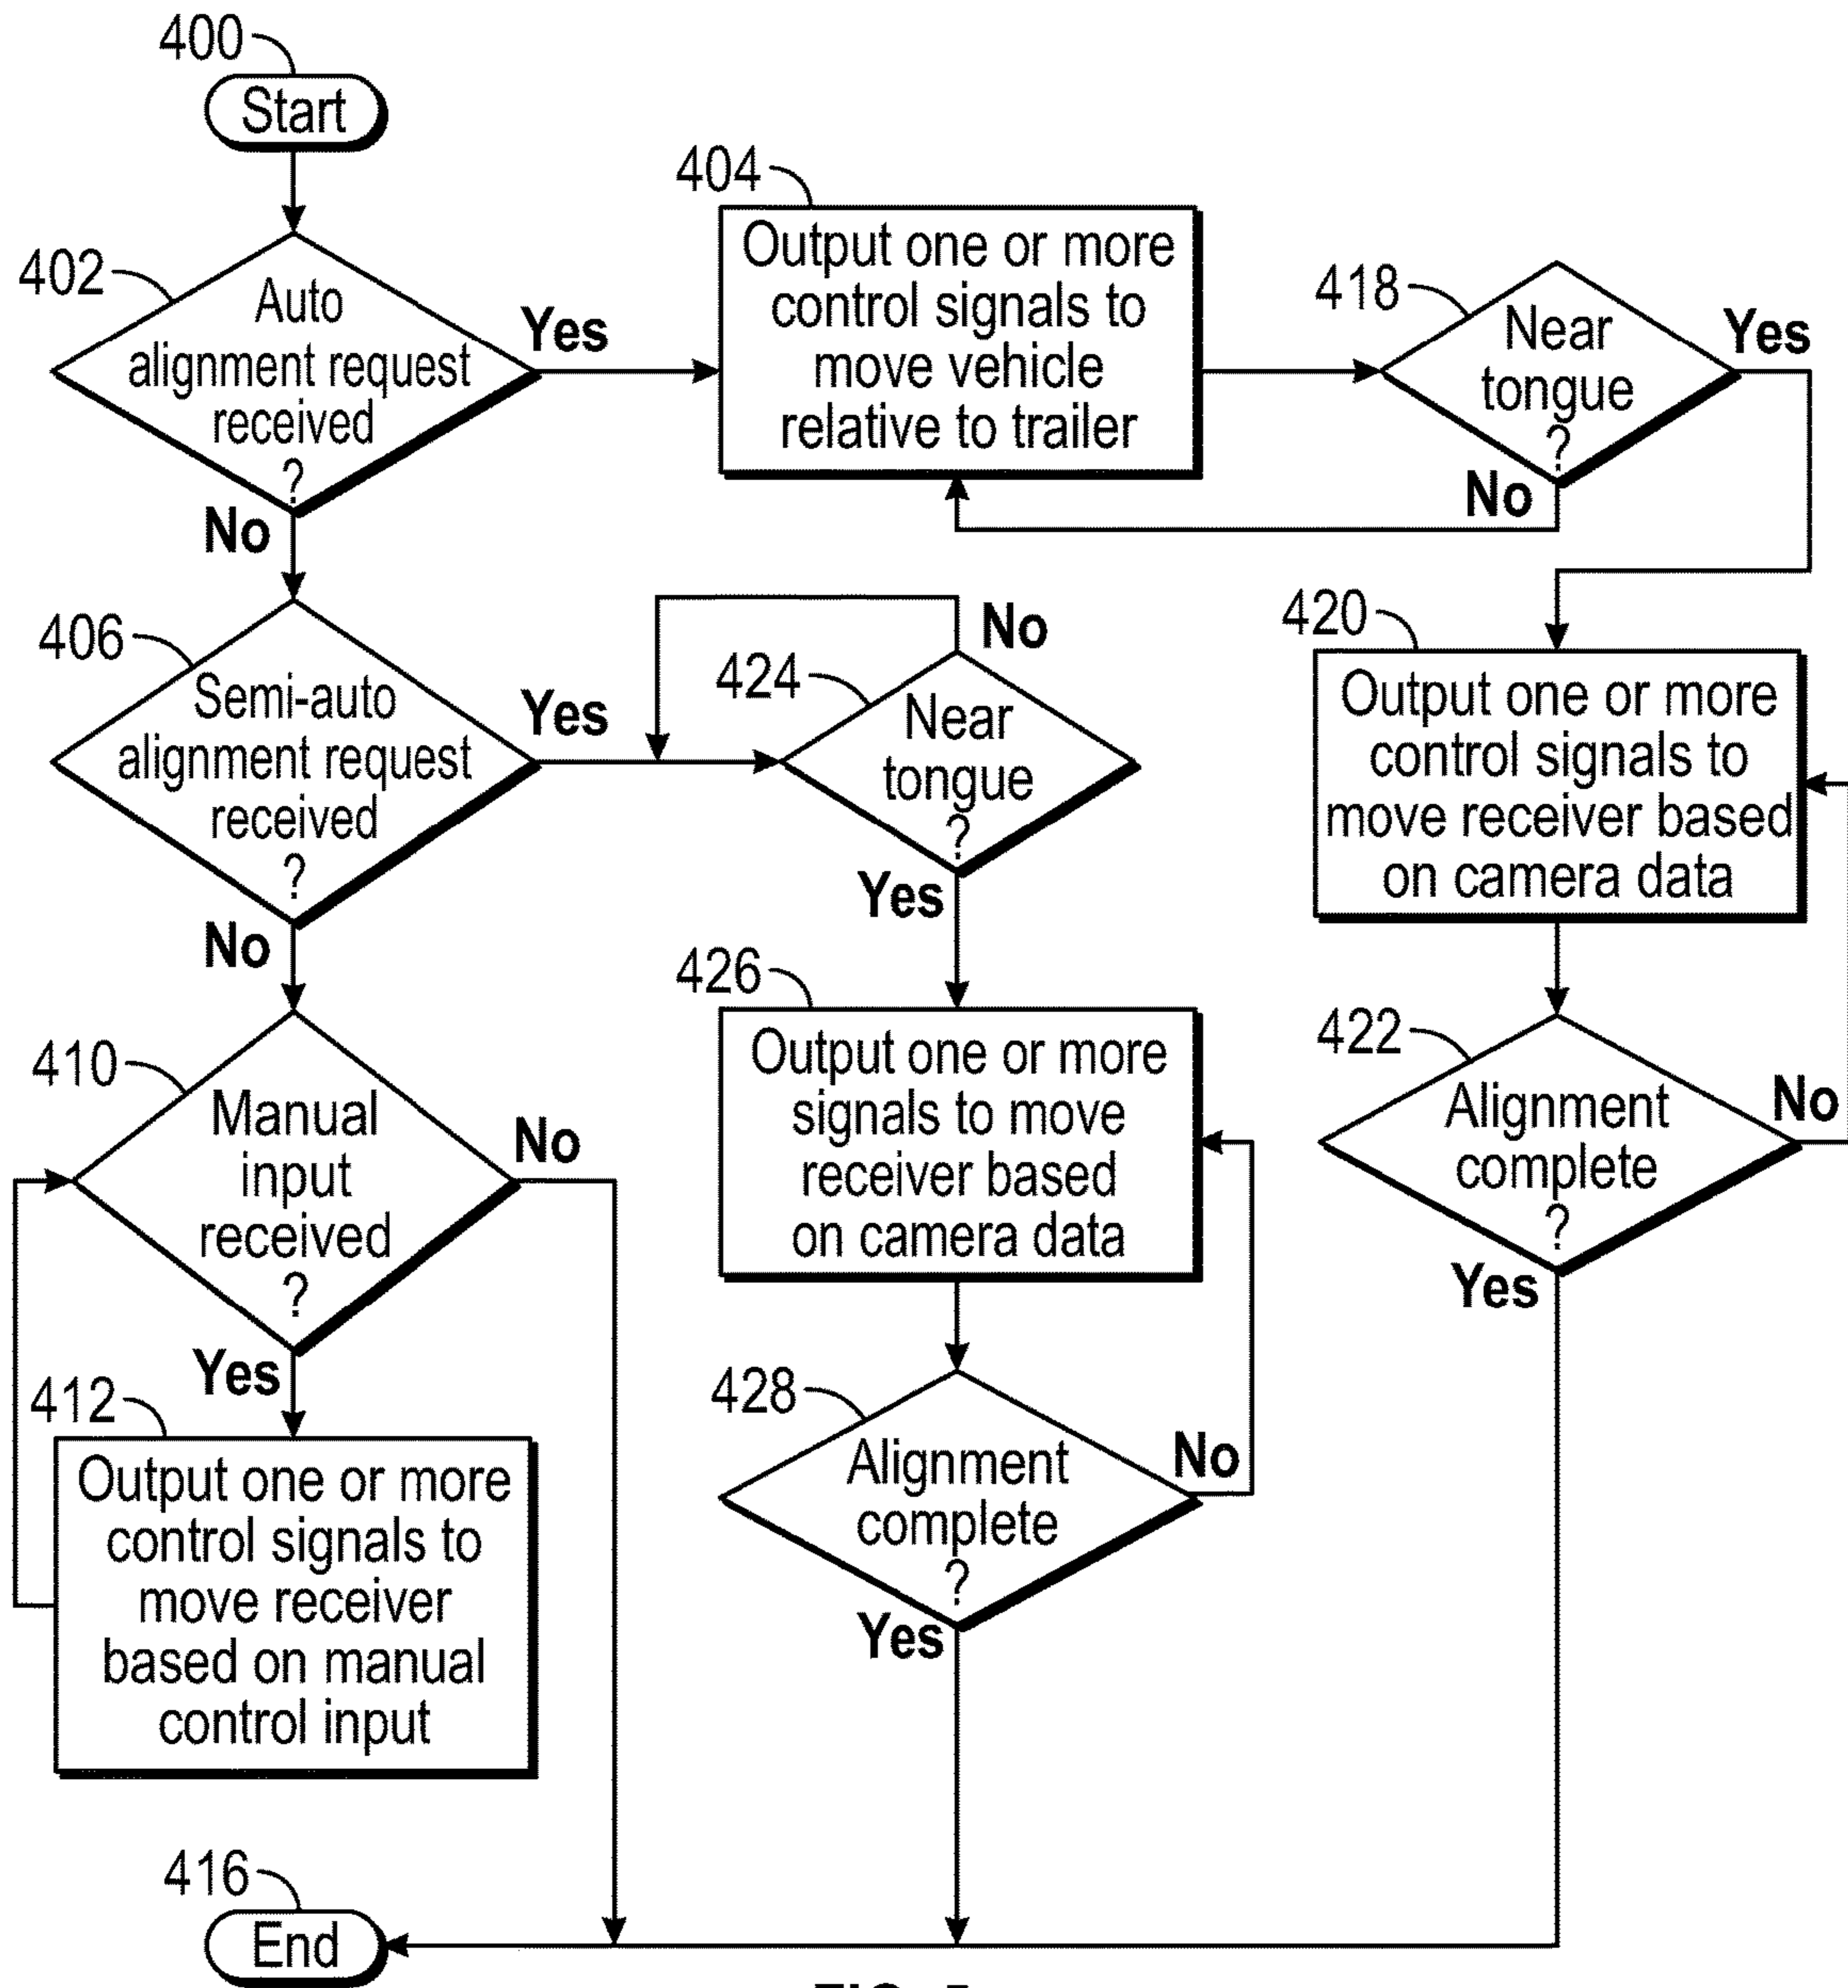 400
Start
402
Auto
alignment request
received
?
Yes
No
404
Output one or more
control signals to
move vehicle
relative to trailer
418
Near
tongue
?
Yes
No
406
Semi-auto
alignment request
received
?
Yes
No
424
Near
tongue
?
No
Yes
420
Output one or more
control signals to
move receiver based
on camera data
410
Manual
input
received
?
No
Yes
426
Output one or more
signals to move
receiver based
on camera data
422
Alignment
complete
?
No
Yes
412
Output one or more
control signals to
move receiver
based on manual
control input
428
Alignment
complete
?
No
Yes
416
End